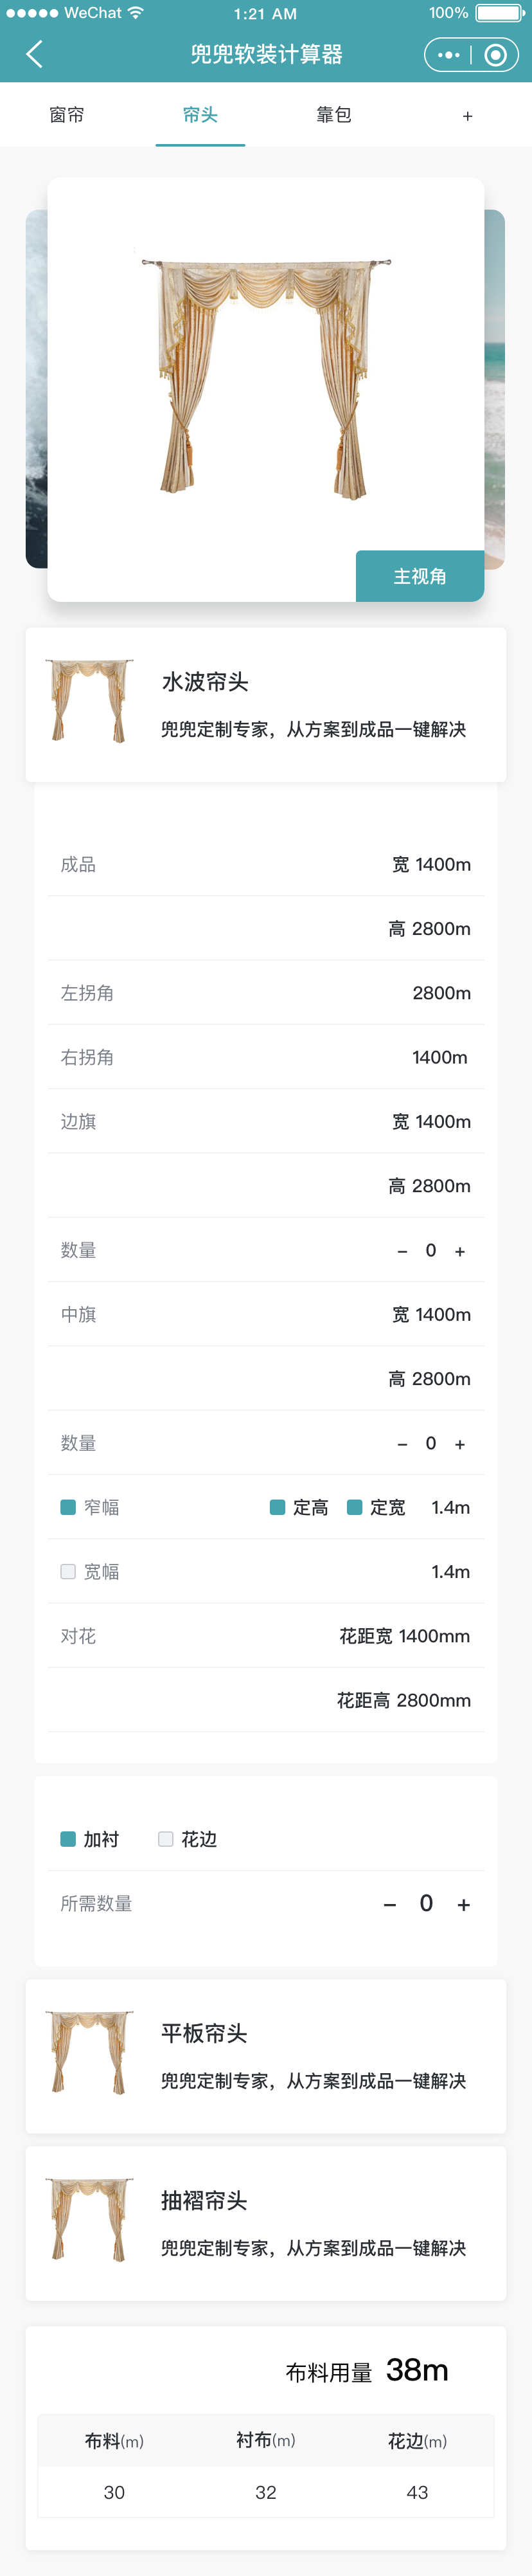 WeChat 1:21 AM 100%
兜兜软装计算器
窗帘 帘头 靠包 +
主视角
水波帘头
兜兜定制专家，从方案到成品一键解决
成品 宽 1400m
高 2800m
左拐角 2800m
右拐角 1400m
边旗 宽 1400m
高 2800m
数量 - 0 +
中旗 宽 1400m
高 2800m
数量 - 0 +
窄幅 定高 定宽 1.4m
宽幅 1.4m
对花 花距宽 1400mm
花距高 2800mm
加衬 花边
所需数量 - 0 +
平板帘头
兜兜定制专家，从方案到成品一键解决
抽褶帘头
兜兜定制专家，从方案到成品一键解决
布料用量 38m
布料(m) 衬布(m) 花边(m)
30 32 43